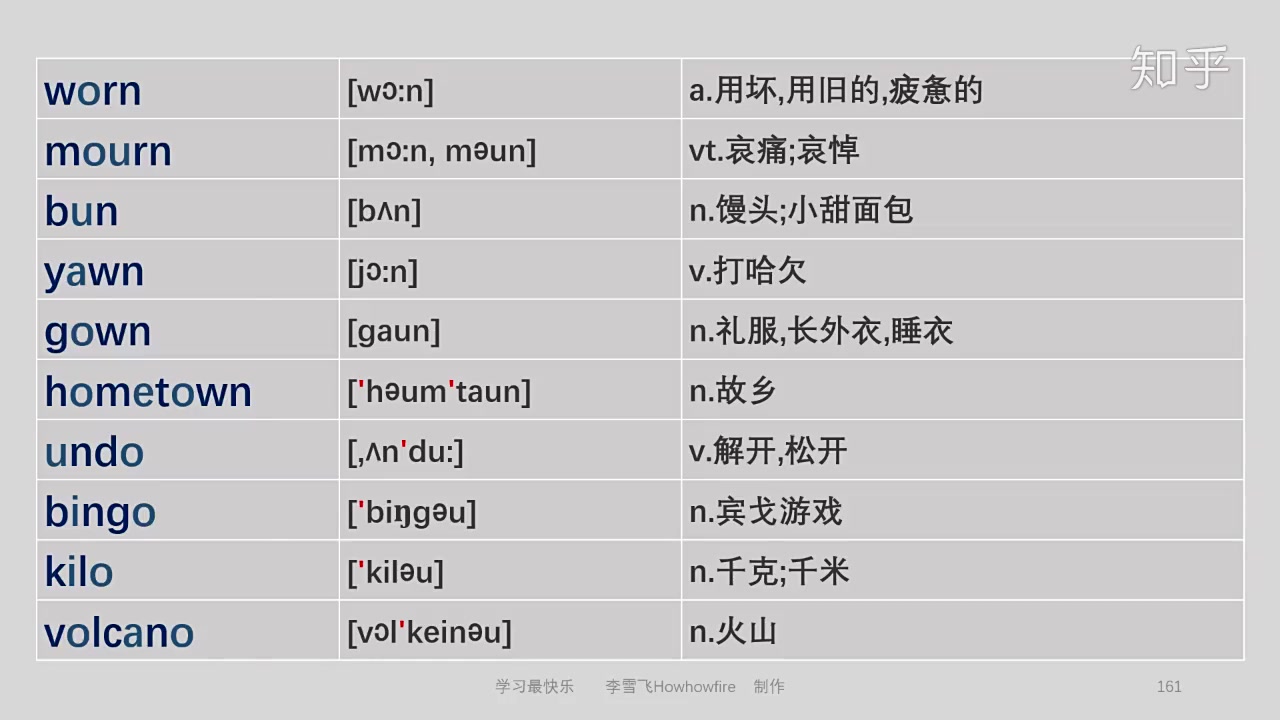 知乎
worn [wɔ:n] a.用坏,用旧的,疲惫的
mourn [mɔ:n, məun] vt.哀痛;哀悼
bun [bʌn] n.馒头;小甜面包
yawn [jɔ:n] v.打哈欠
gown [gaun] n.礼服,长外衣,睡衣
hometown ['həum'taun] n.故乡
undo [,ʌn'du:] v.解开,松开
bingo ['biŋgəu] n.宾戈游戏
kilo ['kiləu] n.千克;千米
volcano [vɔl'keinəu] n.火山
学习最快乐 李雪飞Howhowfire 制作 161